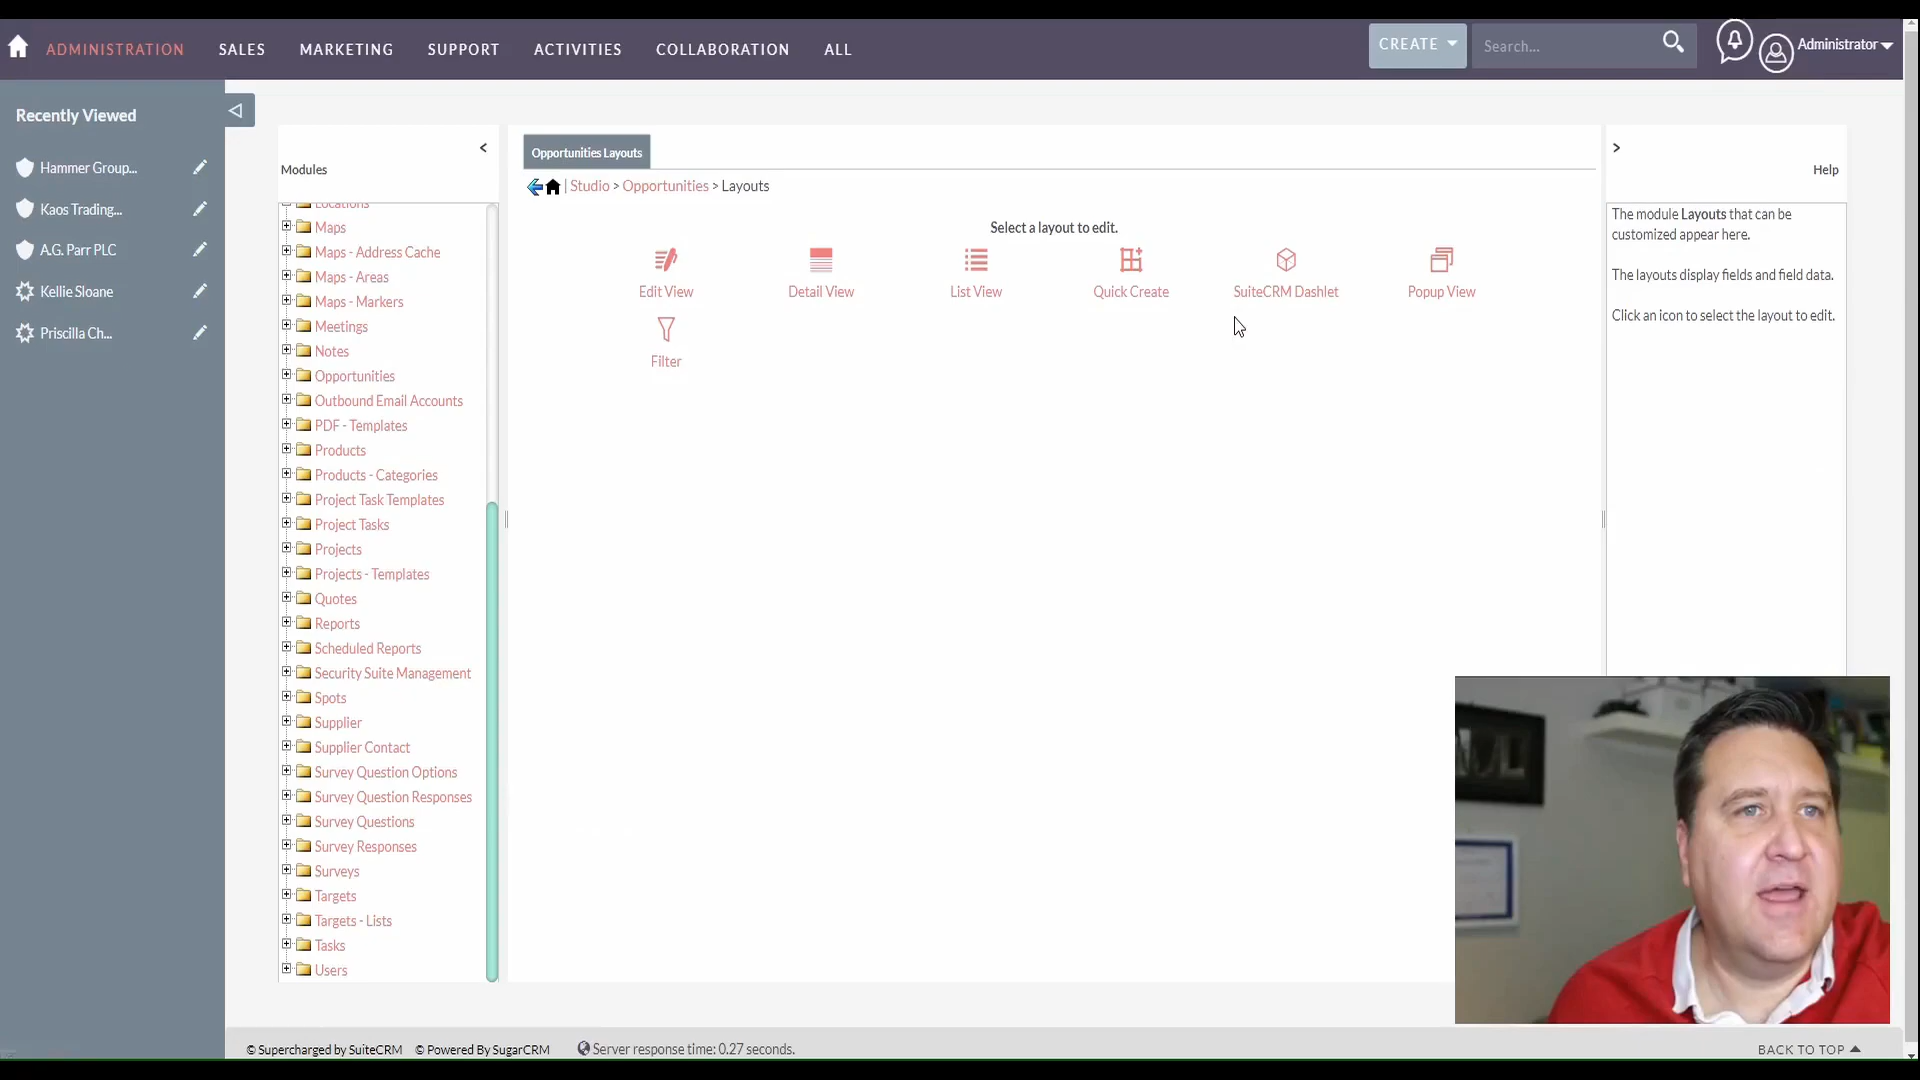 ADMINISTRATION SALES MARKETING SUPPORT ACTIVITIES COLLABORATION ALL CREATE Search... Administrator
Recently Viewed
Hammer Group...
Kaos Trading...
A.G. Parr PLC
Kellie Sloane
Priscilla Ch...
<
Modules
Locations
Maps
Maps - Address Cache
Maps - Areas
Maps - Markers
Meetings
Notes
Opportunities
Outbound Email Accounts
PDF - Templates
Products
Products - Categories
Project Task Templates
Project Tasks
Projects
Projects - Templates
Quotes
Reports
Scheduled Reports
Security Suite Management
Spots
Supplier
Supplier Contact
Survey Question Options
Survey Question Responses
Survey Questions
Survey Responses
Surveys
Targets
Targets - Lists
Tasks
Users
Opportunities Layouts
| Studio > Opportunities > Layouts
Select a layout to edit.
Edit View Detail View List View Quick Create SuiteCRM Dashlet Popup View
Filter
>
Help
The module Layouts that can be
customized appear here.
The layouts display fields and field data.
Click an icon to select the layout to edit.
© Supercharged by SuiteCRM © Powered By SugarCRM Server response time: 0.27 seconds. BACK TO TOP